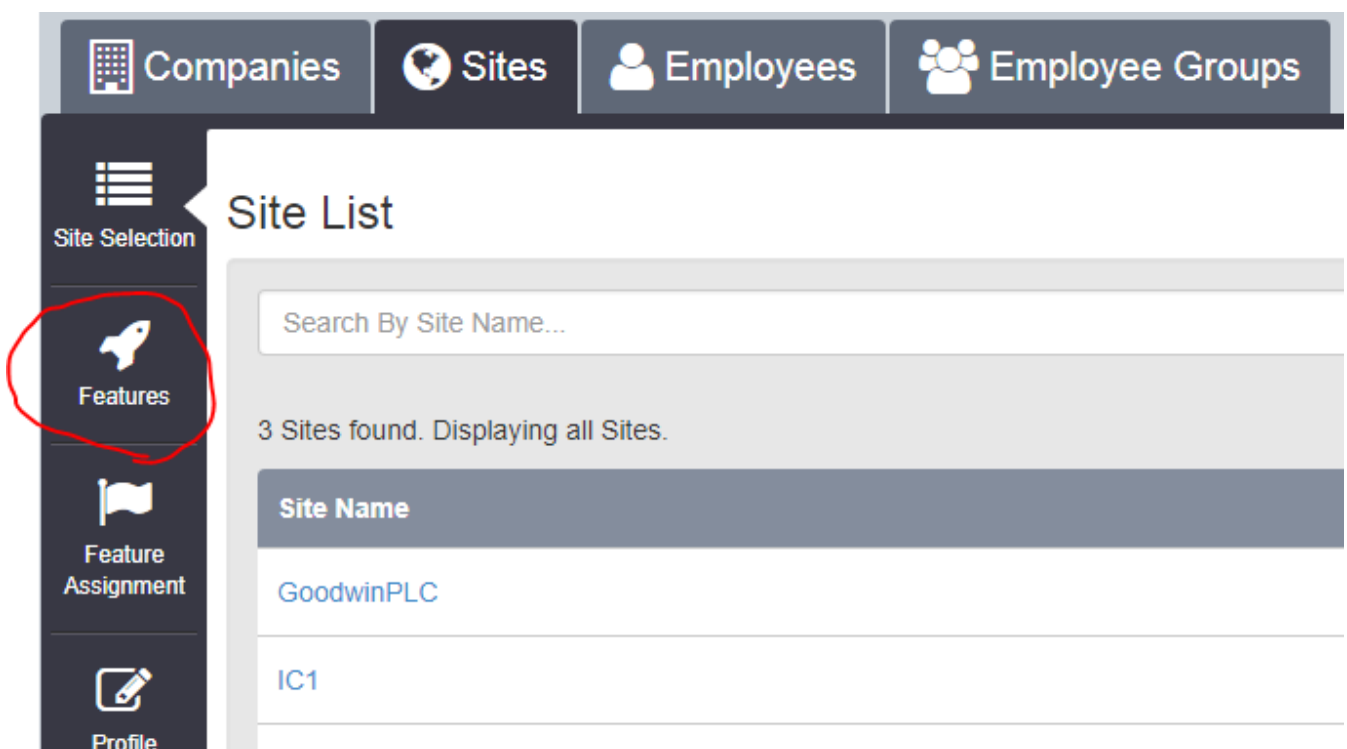 Companies Sites Employees Employee Groups
Site Selection
Features
Feature
Assignment
Profile
Site List
Search By Site Name...
3 Sites found. Displaying all Sites.
Site Name
GoodwinPLC
IC1